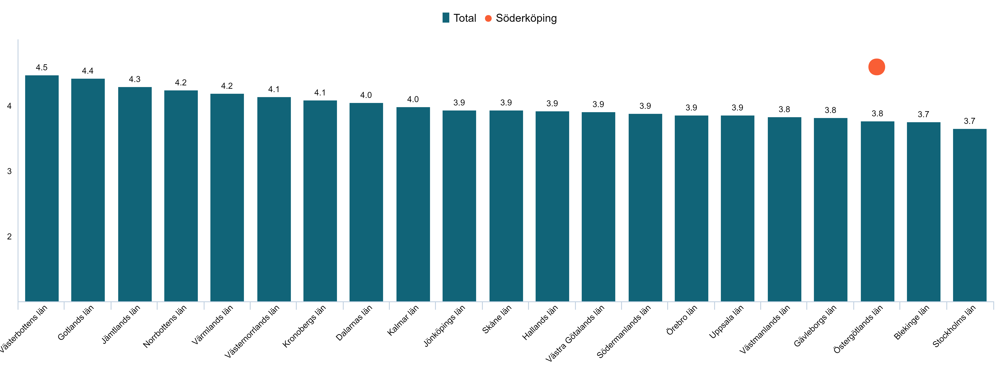 Total Söderköping
4.5 4.4 4.3 4.2 4.2 4.1 4.1 4.0 4.0 3.9 3.9 3.9 3.9 3.9 3.9 3.9 3.8 3.8 3.8 3.7 3.7
4
3
2
Västerbottens län
Gotlands län
Jämtlands län
Norrbottens län
Värmlands län
Västernorrlands län
Kronobergs län
Dalarnas län
Kalmar län
Jönköpings län
Skåne län
Hallands län
Västra Götalands län
Södermanlands län
Örebro län
Uppsala län
Västmanlands län
Gävleborgs län
Östergötlands län
Blekinge län
Stockholms län